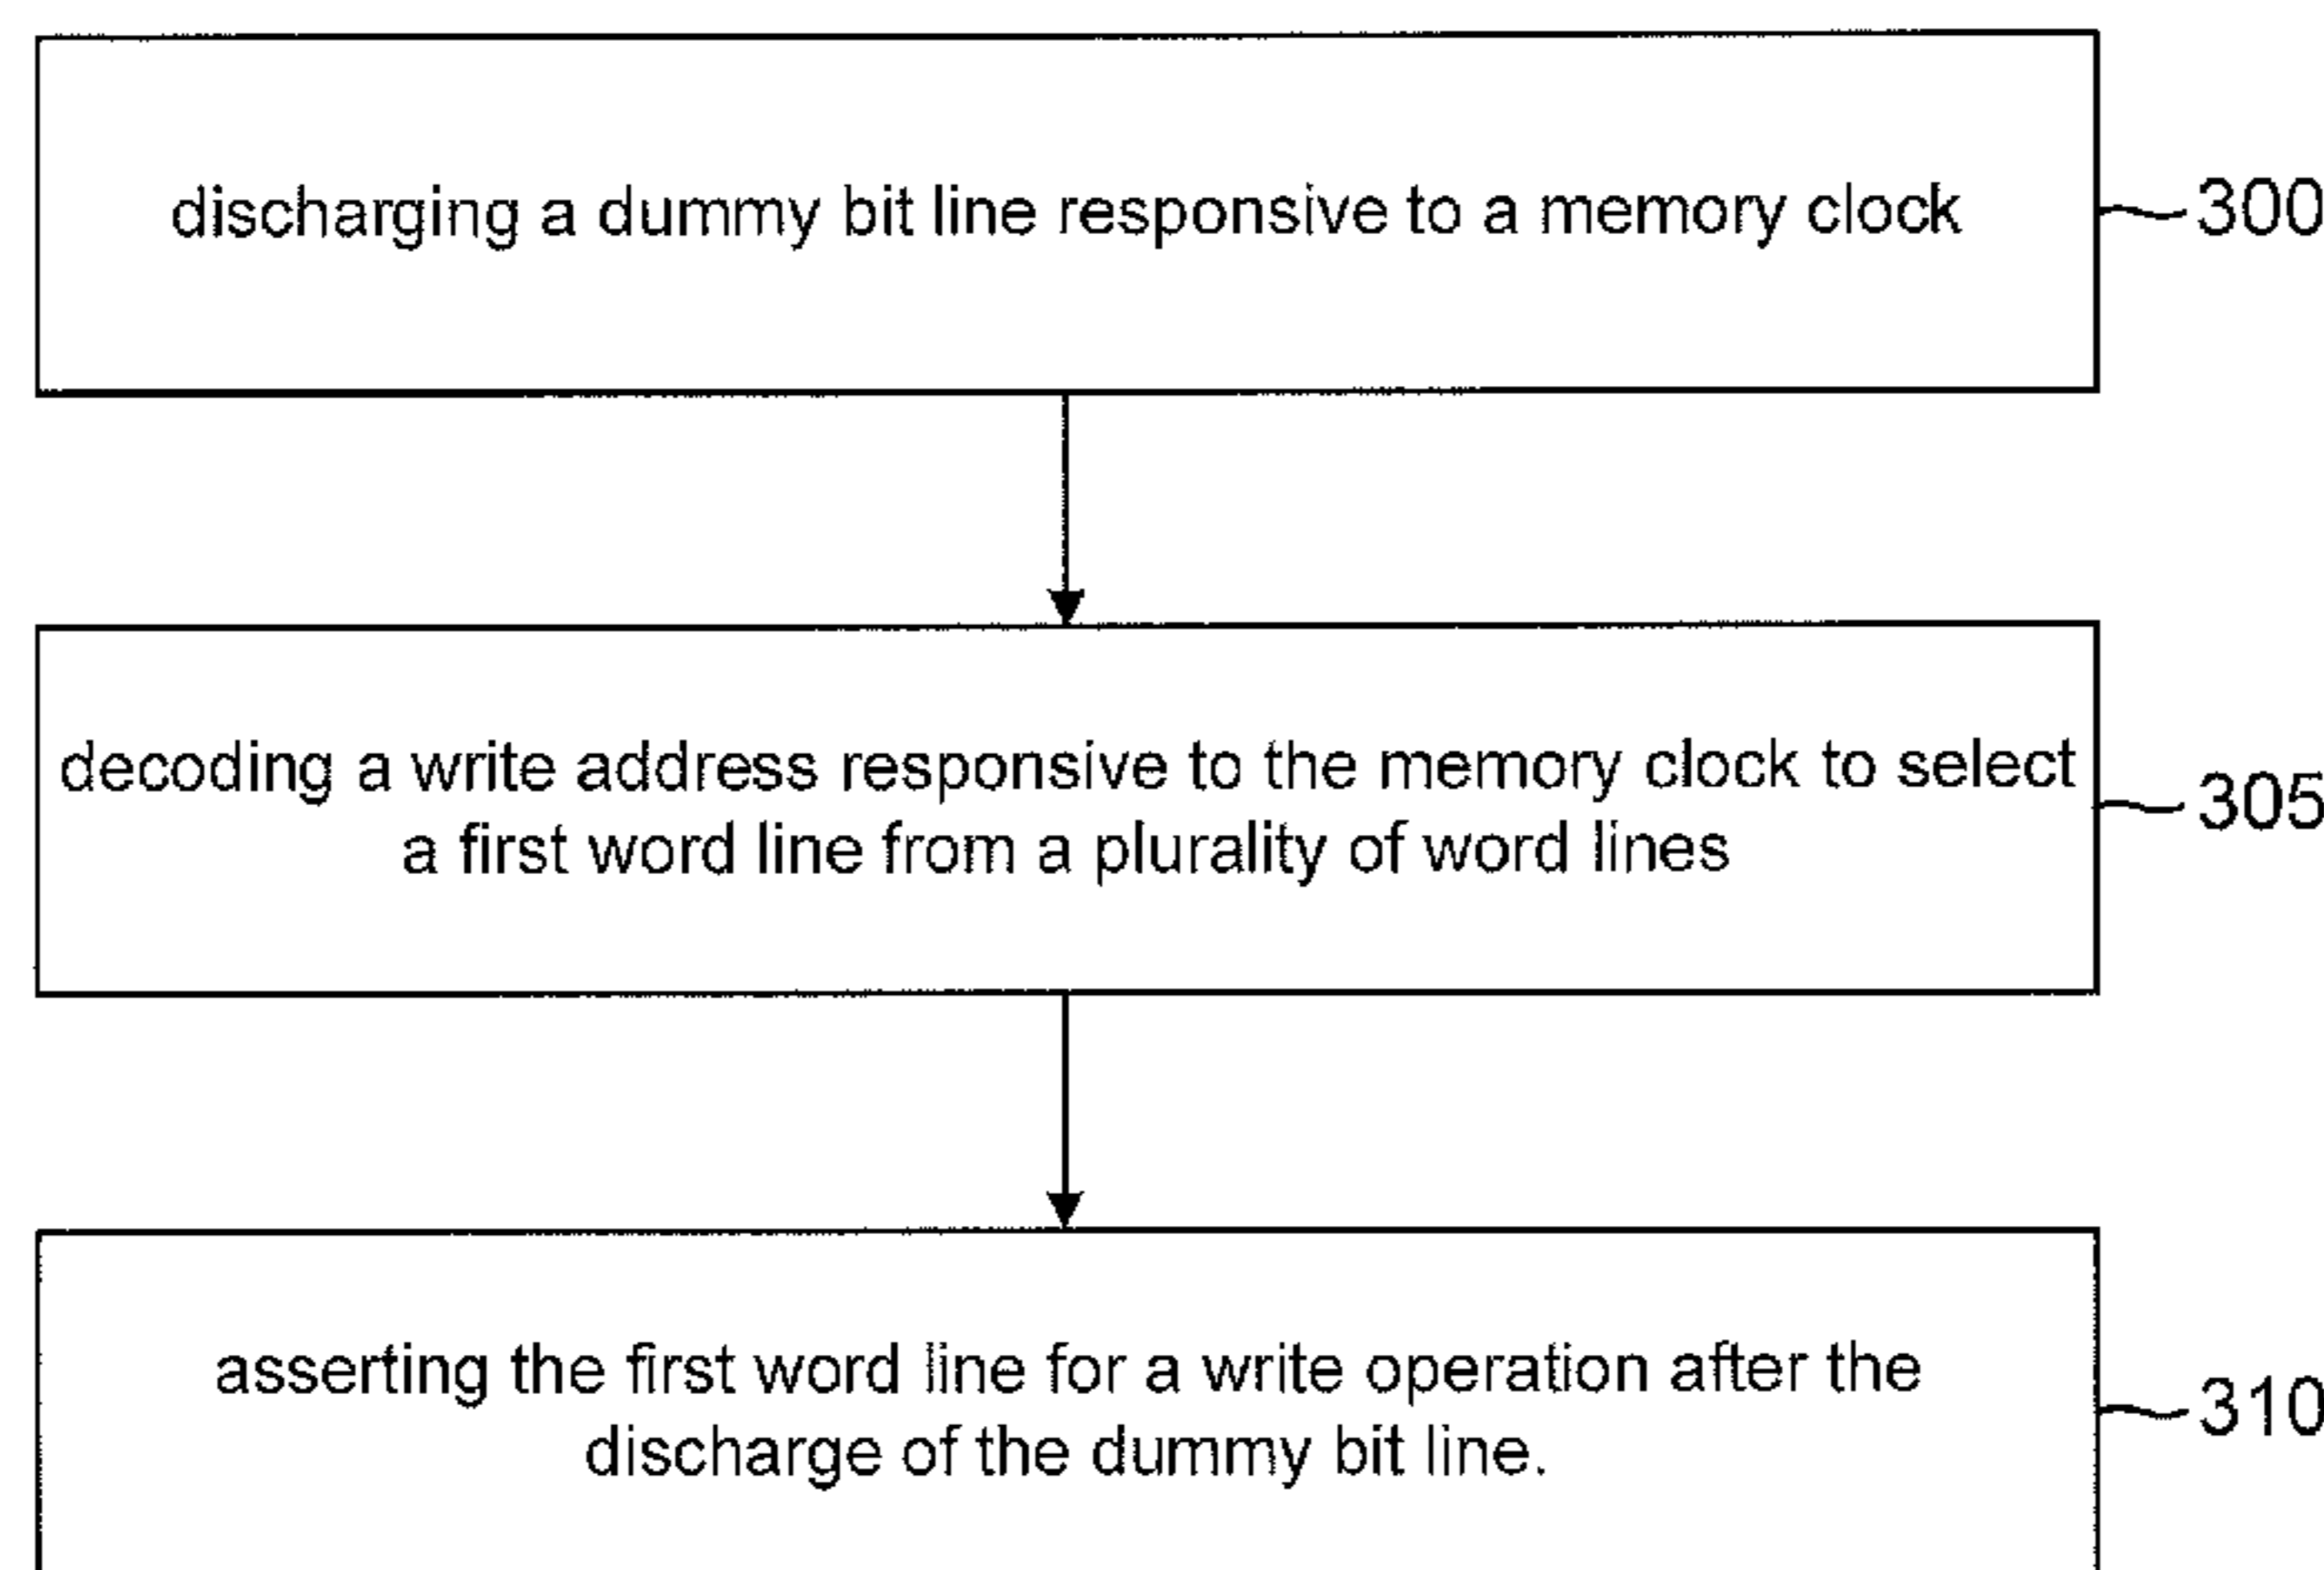 discharging a dummy bit line responsive to a memory clock
300
decoding a write address responsive to the memory clock to select
a first word line from a plurality of word lines
305
asserting the first word line for a write operation after the
discharge of the dummy bit line.
310